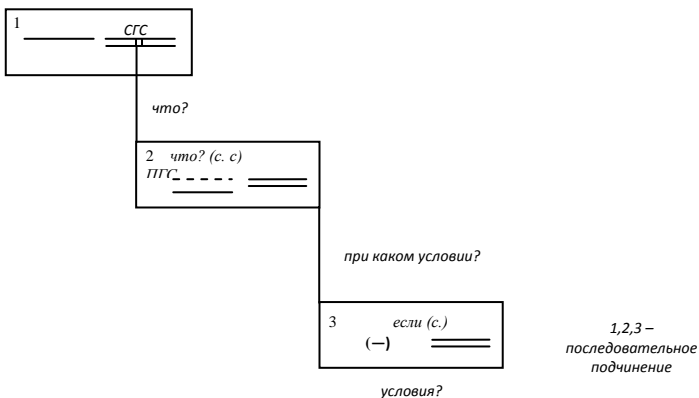 1
СГС
что?
2 что? (с. с)
ПГС
при каком условии?
3 если (с.)
(—)
1,2,3 –
последовательное
подчинение
условия?